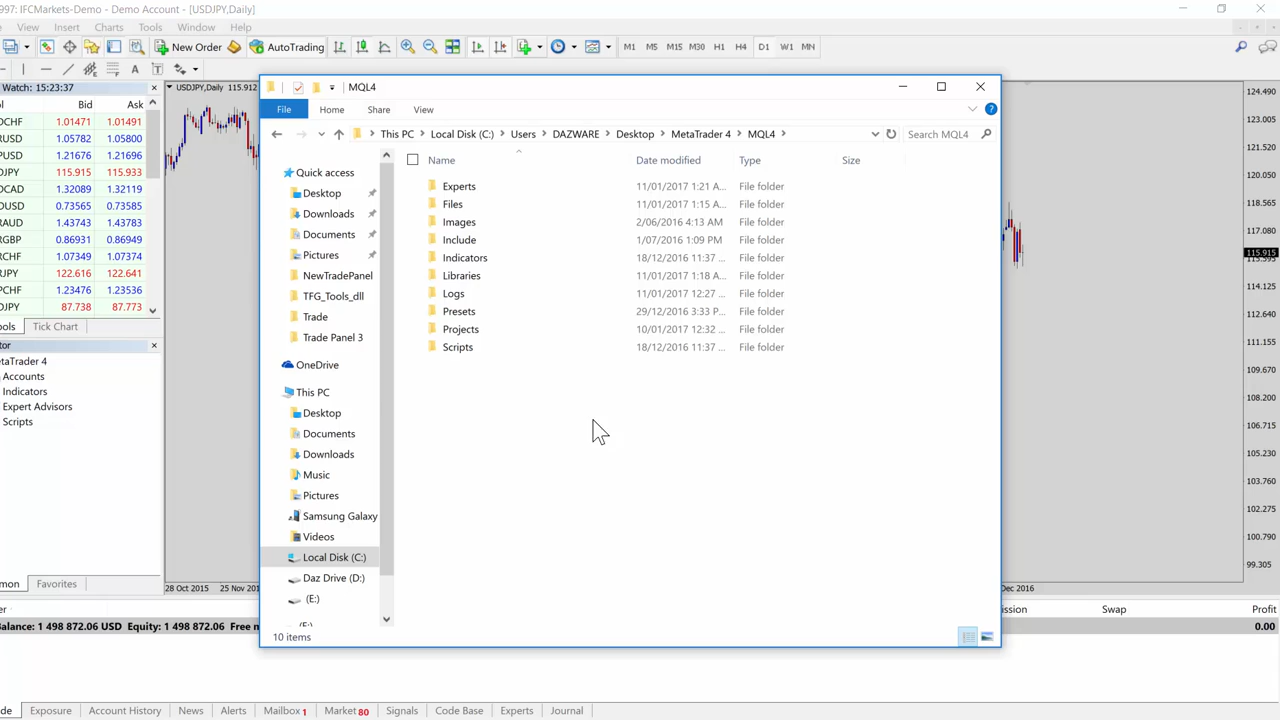 997: IFCMarkets-Demo - Demo Account - [USDJPY,Daily]
View Insert Charts Tools Window Help
New Order AutoTrading M1 M5 M15 M30 H1 H4 D1 W1 MN
A T
Watch: 15:23:37
Bid Ask
DCHF 1.01471 1.01491
RUSD 1.05782 1.05800
PUSD 1.21676 1.21696
DJPY 115.915 115.933
DCAD 1.32089 1.32119
DUSD 0.73565 0.73585
RAUD 1.43743 1.43783
RGBP 0.86931 0.86949
RCHF 1.07349 1.07379
RJPY 122.616 122.641
PCHF 1.23476 1.23536
DJPY 87.738 87.773
ols Tick Chart
tor
etaTrader 4
Accounts
Indicators
Expert Advisors
Scripts
mon Favorites
USDJPY,Daily 115.912
28 Oct 2015 25 Nov
MQL4
File Home Share View
This PC Local Disk (C:) Users DAZWARE Desktop MetaTrader 4 MQL4 Search MQL4
Name Date modified Type Size
Quick access
Desktop
Downloads
Documents
Pictures
NewTradePanel
TFG_Tools_dll
Trade
Trade Panel 3
OneDrive
This PC
Desktop
Documents
Downloads
Music
Pictures
Samsung Galaxy
Videos
Local Disk (C:)
Daz Drive (D:)
(E:)
Experts 11/01/2017 1:21 A... File folder
Files 11/01/2017 1:15 A... File folder
Images 2/06/2016 4:13 AM File folder
Include 1/07/2016 1:09 PM File folder
Indicators 18/12/2016 11:37 ... File folder
Libraries 11/01/2017 1:18 A... File folder
Logs 11/01/2017 12:27 ... File folder
Presets 29/12/2016 3:33 P... File folder
Projects 10/01/2017 12:32 ... File folder
Scripts 18/12/2016 11:37 ... File folder
10 items
124.490
123.005
121.520
120.050
118.565
117.080
115.915
114.125
112.640
111.155
109.670
108.200
106.715
105.230
103.760
102.275
100.790
99.305
Dec 2016
er ission Swap Profit
alance: 1 498 872.06 USD Equity: 1 498 872.06 Free m 0.00
de Exposure Account History News Alerts Mailbox 1 Market 80 Signals Code Base Experts Journal